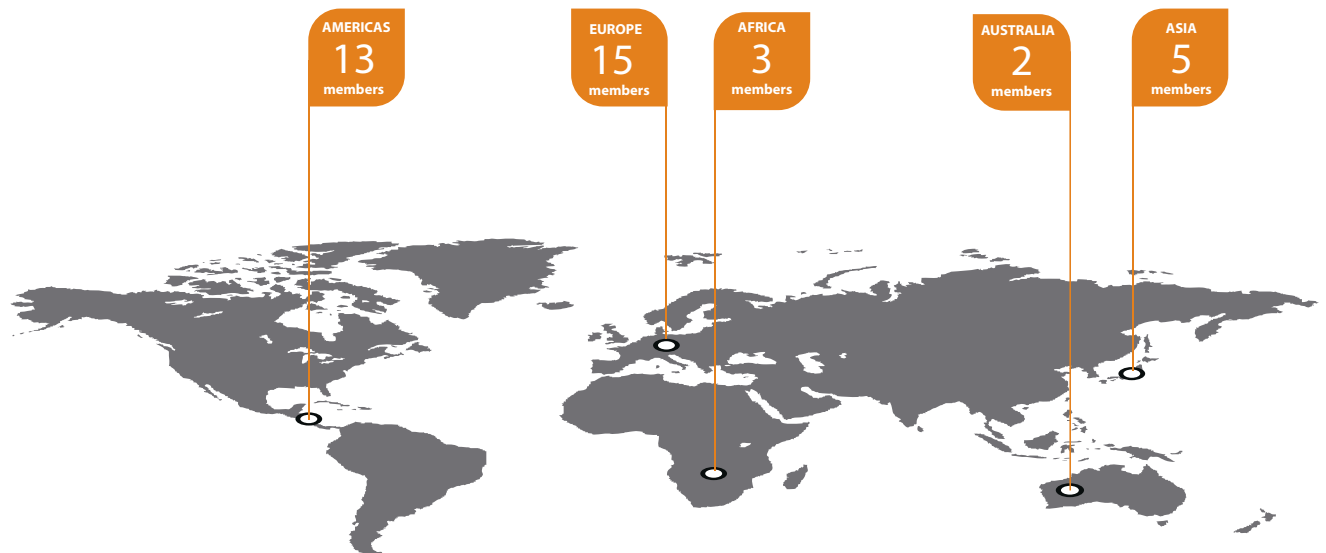 AMERICAS
13
members
EUROPE
15
members
AFRICA
3
members
AUSTRALIA
2
members
ASIA
5
members